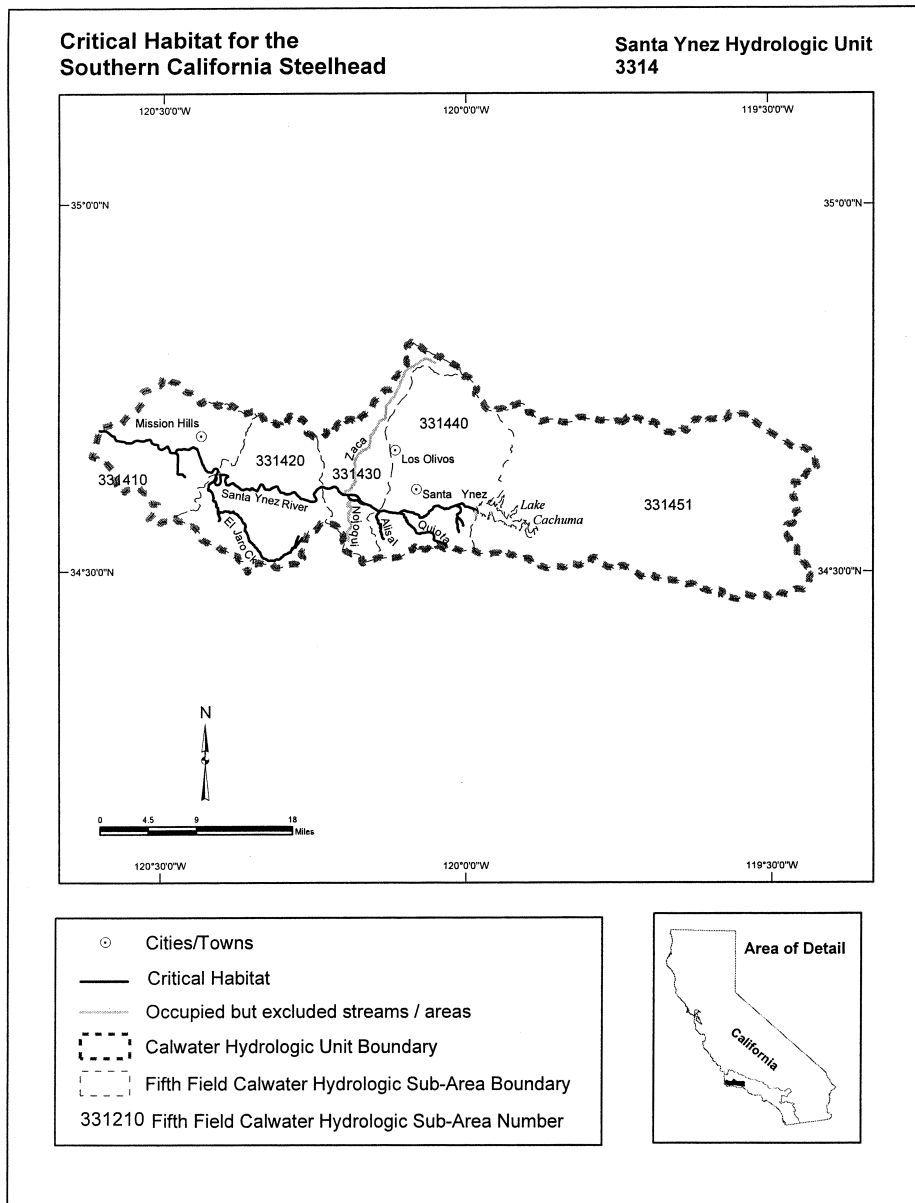 Critical Habitat for the
Southern California Steelhead
Santa Ynez Hydrologic Unit
3314
120°30'0"W
120°0'0"W
119°30'0"W
35°0'0"N
35°0'0"N
Mission Hills
331410
331420
Santa Ynez River
El Jaro Ck
Zaca
331430
Nojoqui
Alisal
331440
Los Olivos
Santa Ynez
Quiota
Lake
Cachuma
331451
34°30'0"N
34°30'0"N
N
0 4.5 9 18
Miles
120°30'0"W
120°0'0"W
119°30'0"W
Cities/Towns
Critical Habitat
Occupied but excluded streams / areas
Calwater Hydrologic Unit Boundary
Fifth Field Calwater Hydrologic Sub-Area Boundary
331210 Fifth Field Calwater Hydrologic Sub-Area Number
Area of Detail
California